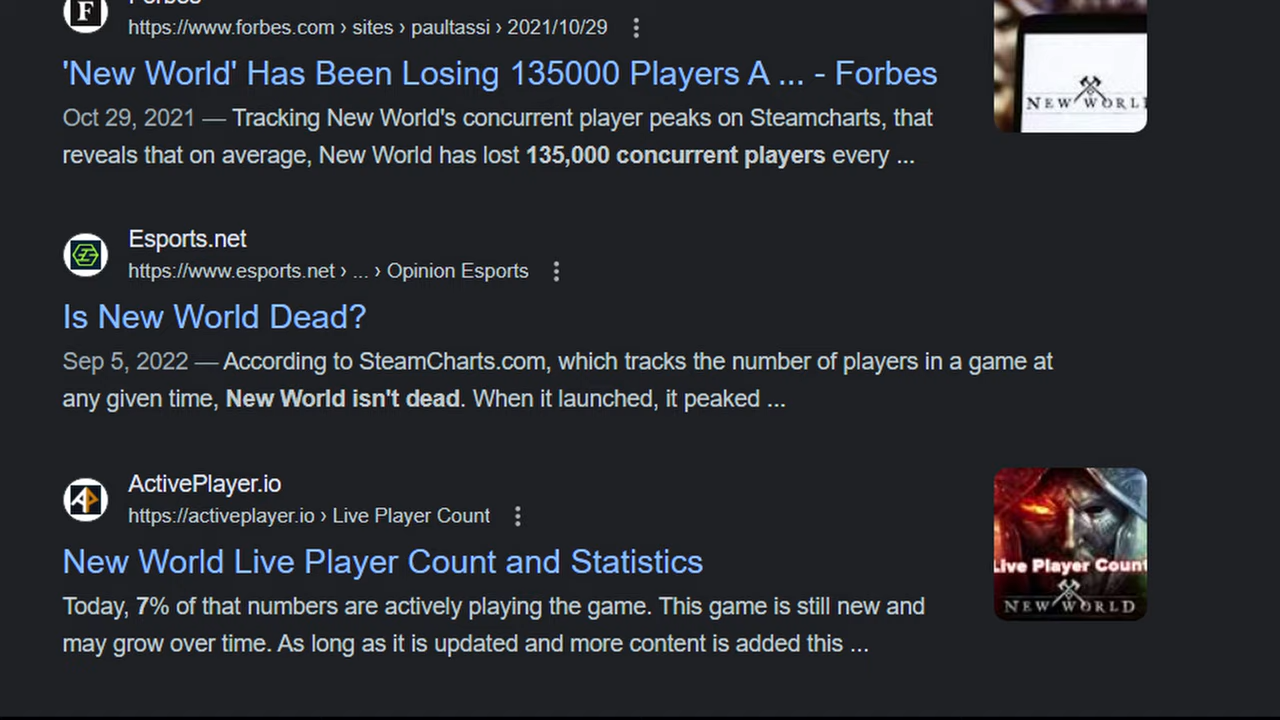 Forbes
https://www.forbes.com › sites › paultassi › 2021/10/29
'New World' Has Been Losing 135000 Players A ... - Forbes
Oct 29, 2021 — Tracking New World's concurrent player peaks on Steamcharts, that
reveals that on average, New World has lost 135,000 concurrent players every ...
NEW WORL
Esports.net
https://www.esports.net › ... › Opinion Esports
Is New World Dead?
Sep 5, 2022 — According to SteamCharts.com, which tracks the number of players in a game at
any given time, New World isn't dead. When it launched, it peaked ...
ActivePlayer.io
https://activeplayer.io › Live Player Count
New World Live Player Count and Statistics
Today, 7% of that numbers are actively playing the game. This game is still new and
may grow over time. As long as it is updated and more content is added this ...
Live Player Count
NEW WORLD